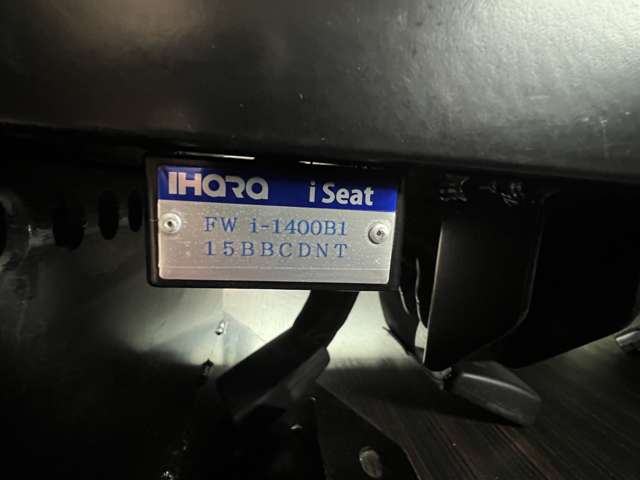 IHARA i Seat
FW i-1400B1
15BBCDNT